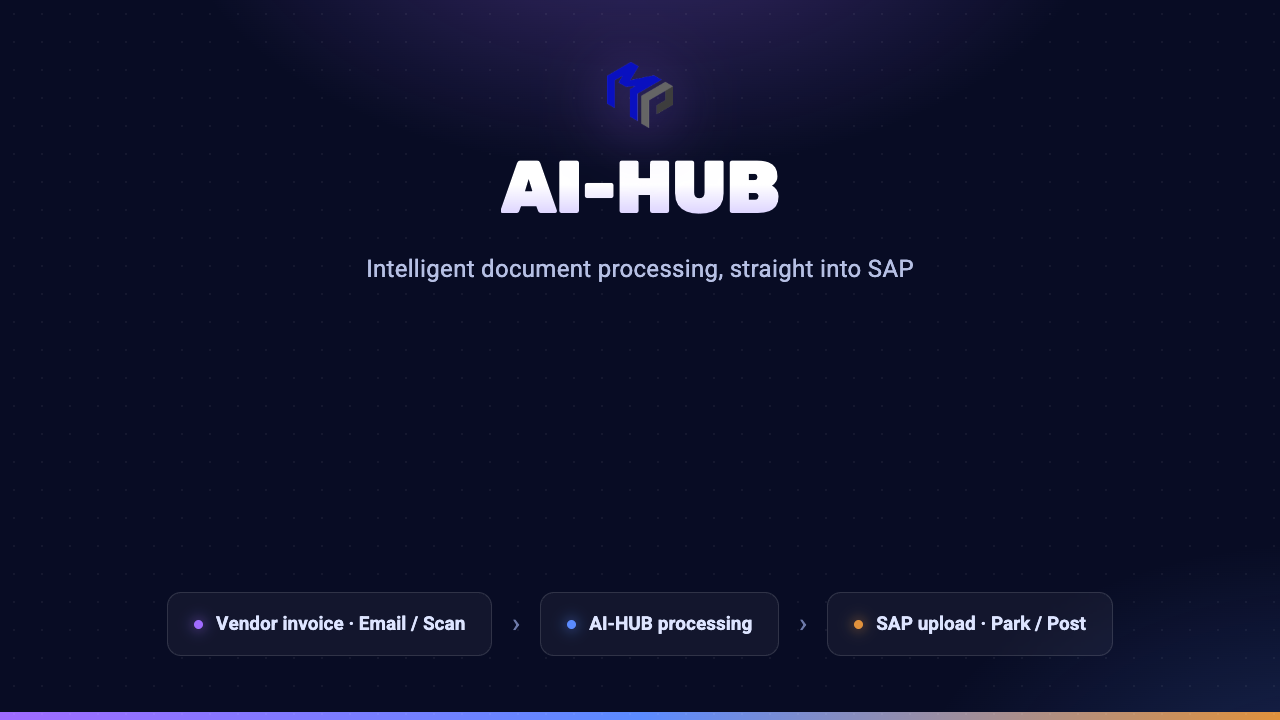 AI-HUB
Intelligent document processing, straight into SAP
Vendor invoice · Email / Scan › AI-HUB processing › SAP upload · Park / Post